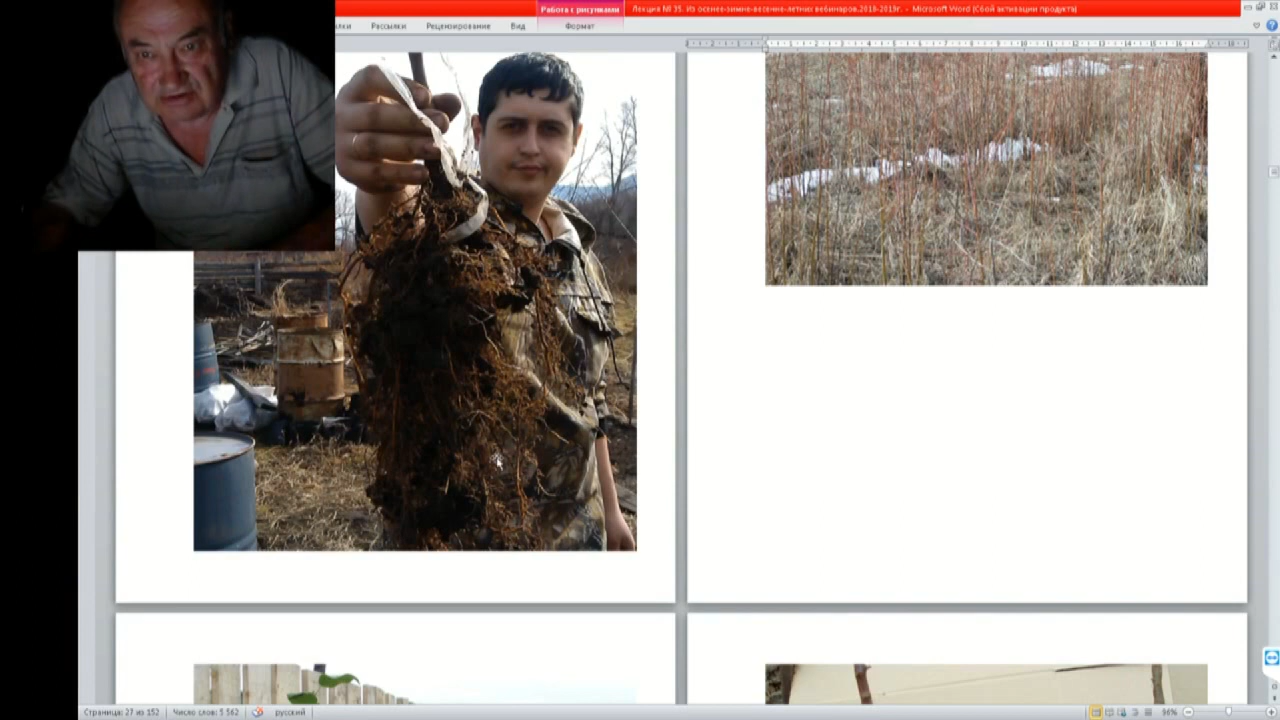 Работа с рисунками
Лекция № 35. Из осенее-зимне-весенне-летних вебинаров.2018-2019г. - Microsoft Word (Сбой активации продукта)
Рассылки Рецензирование Вид Формат
Страница: 27 из 152 Число слов: 5 562 русский 96%